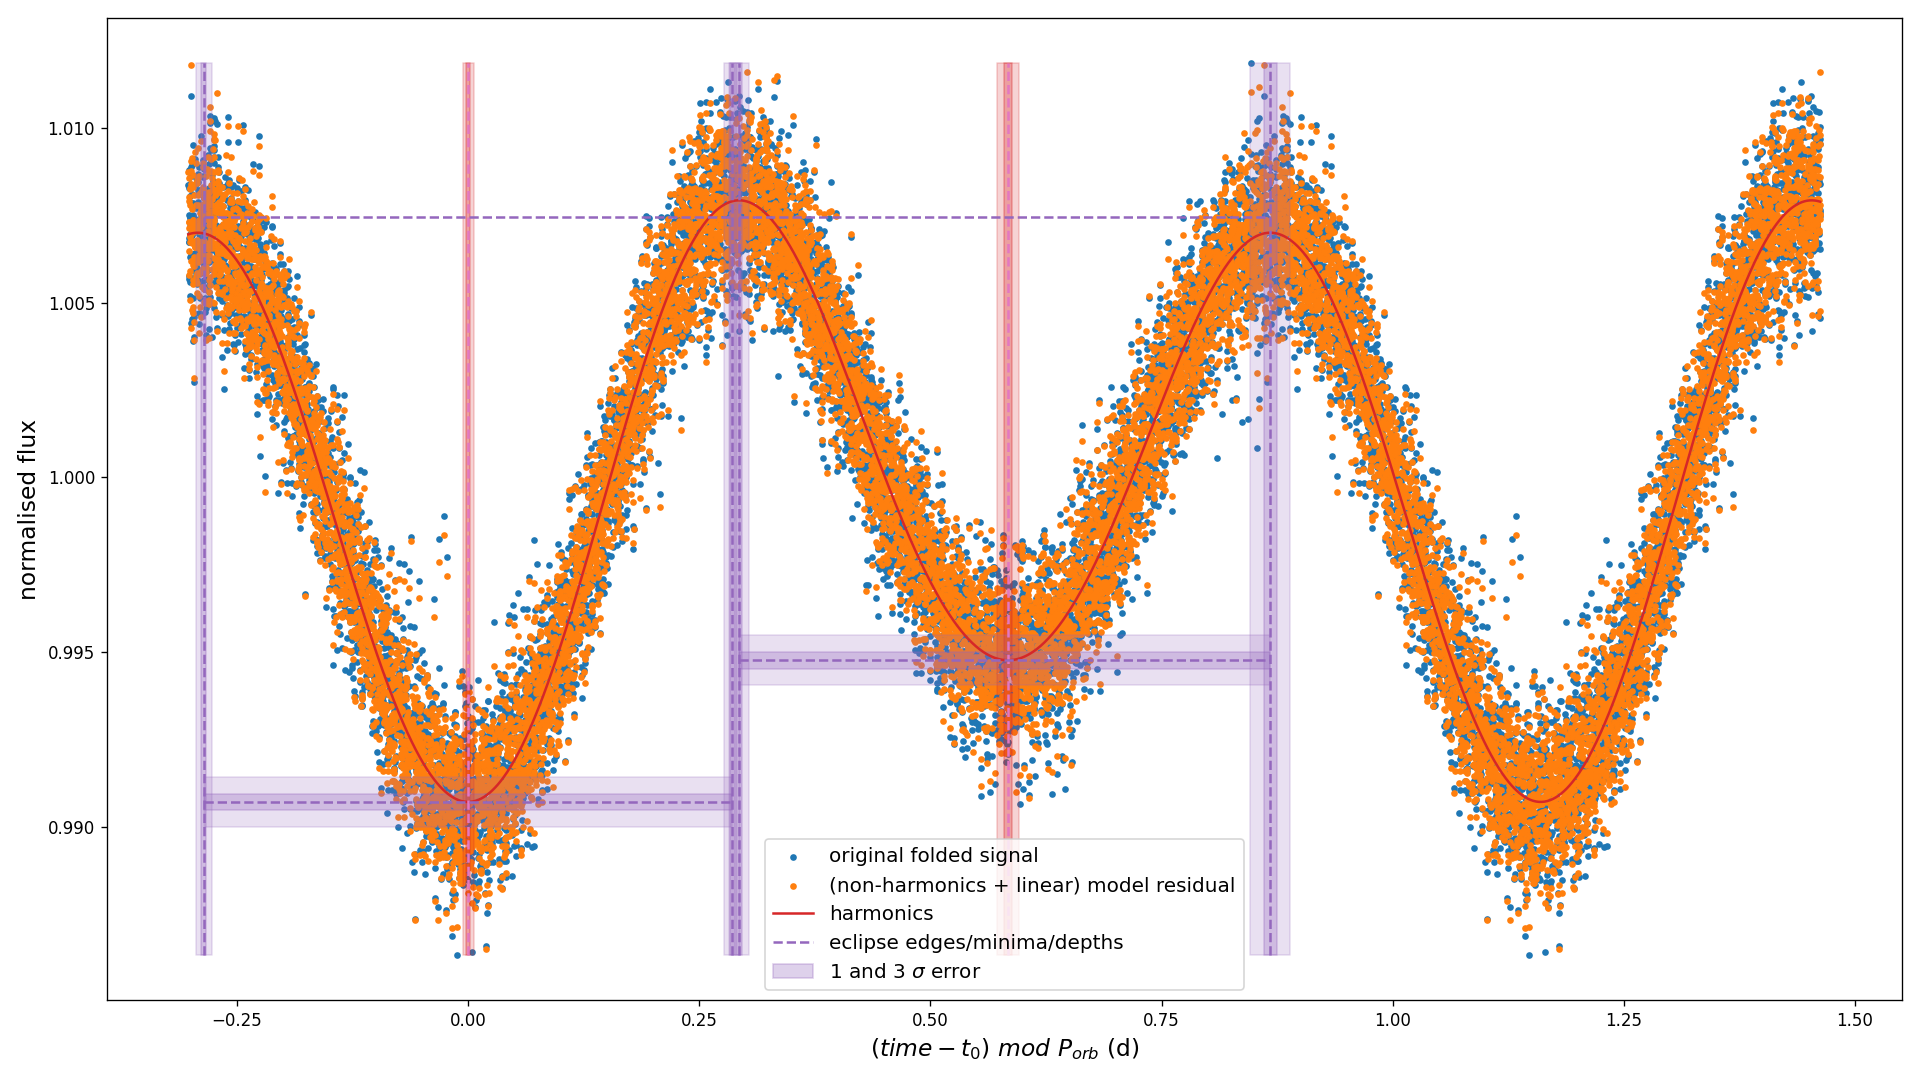 normalised flux
1.010
1.005
1.000
0.995
0.990
original folded signal
(non-harmonics + linear) model residual
harmonics
eclipse edges/minima/depths
1 and 3 σ error
−0.25 0.00 0.25 0.50 0.75 1.00 1.25 1.50
(time − t₀) mod Pₒᵣb (d)